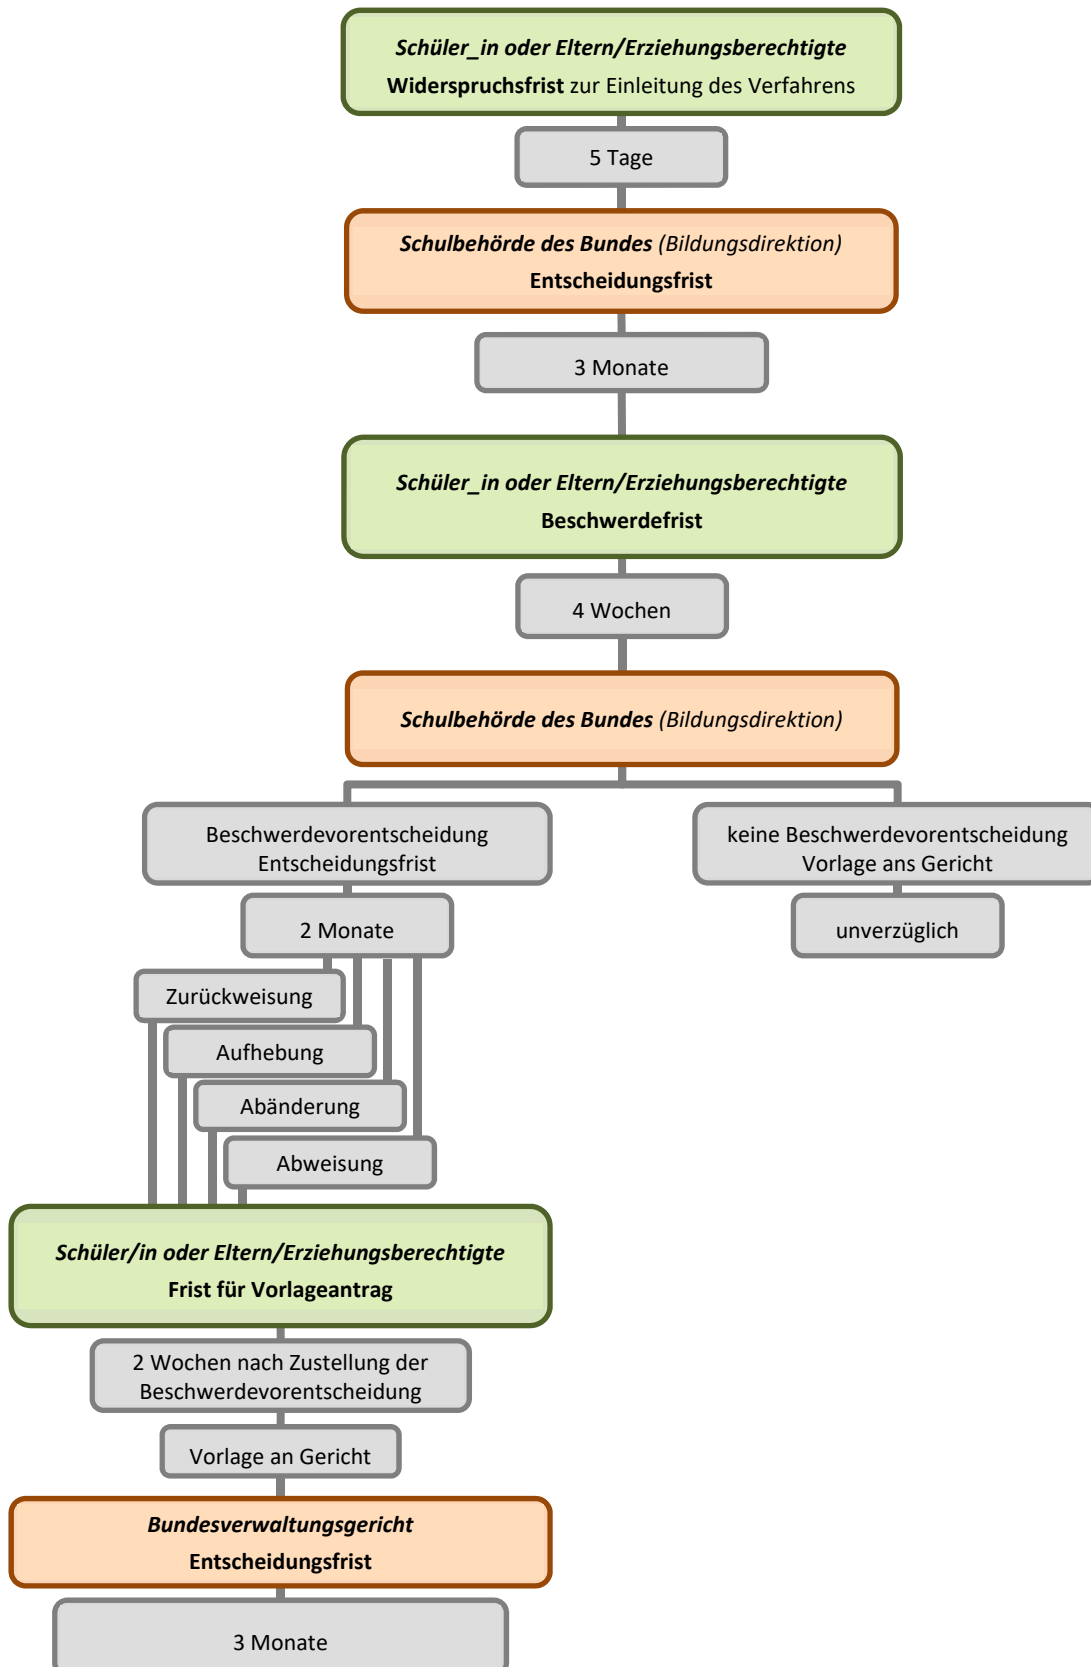 Schüler_in oder Eltern/Erziehungsberechtigte
Widerspruchsfrist zur Einleitung des Verfahrens
5 Tage
Schulbehörde des Bundes (Bildungsdirektion)
Entscheidungsfrist
3 Monate
Schüler_in oder Eltern/Erziehungsberechtigte
Beschwerdefrist
4 Wochen
Schulbehörde des Bundes (Bildungsdirektion)
Beschwerdevorentscheidung
Entscheidungsfrist
keine Beschwerdevorentscheidung
Vorlage ans Gericht
2 Monate
unverzüglich
Zurückweisung
Aufhebung
Abänderung
Abweisung
Schüler/in oder Eltern/Erziehungsberechtigte
Frist für Vorlageantrag
2 Wochen nach Zustellung der
Beschwerdevorentscheidung
Vorlage an Gericht
Bundesverwaltungsgericht
Entscheidungsfrist
3 Monate